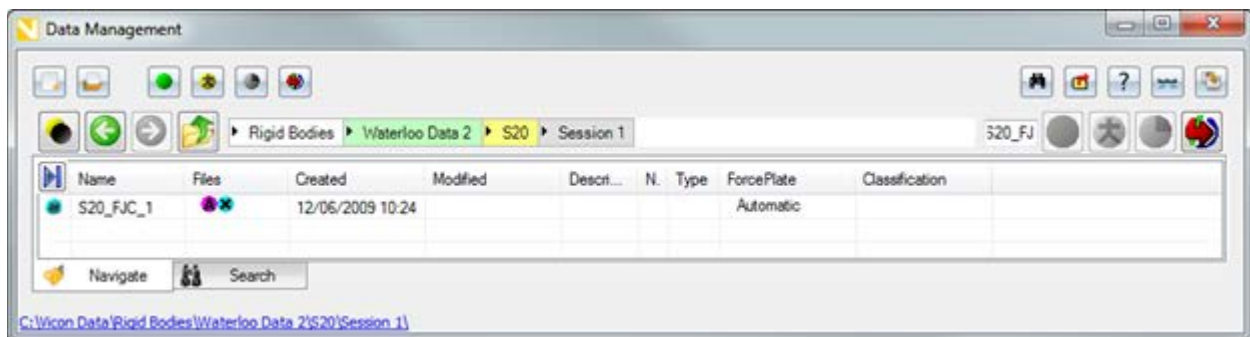 Data Management
Rigid Bodies Waterloo Data 2 S20 Session 1 S20_FJ
Name Files Created Modified Descri... N. Type ForcePlate Classification
S20_FJC_1 12/06/2009 10:24 Automatic
Navigate Search
C:\Vicon Data\Rigid Bodies\Waterloo Data 2\S20\Session 1\